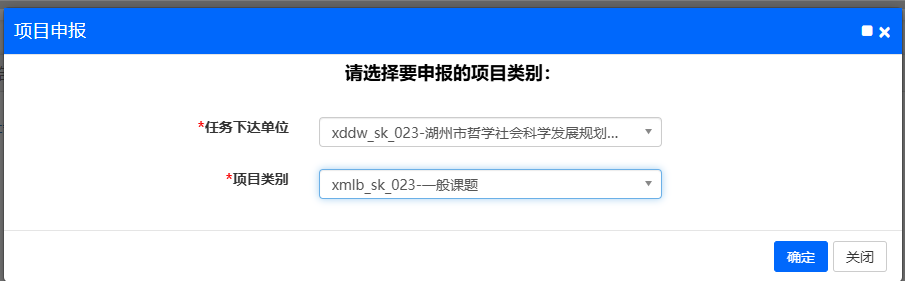 项目申报
请选择要申报的项目类别：
*任务下达单位 xddw_sk_023-湖州市哲学社会科学发展规划...
*项目类别 xmlb_sk_023-一般课题
确定 关闭